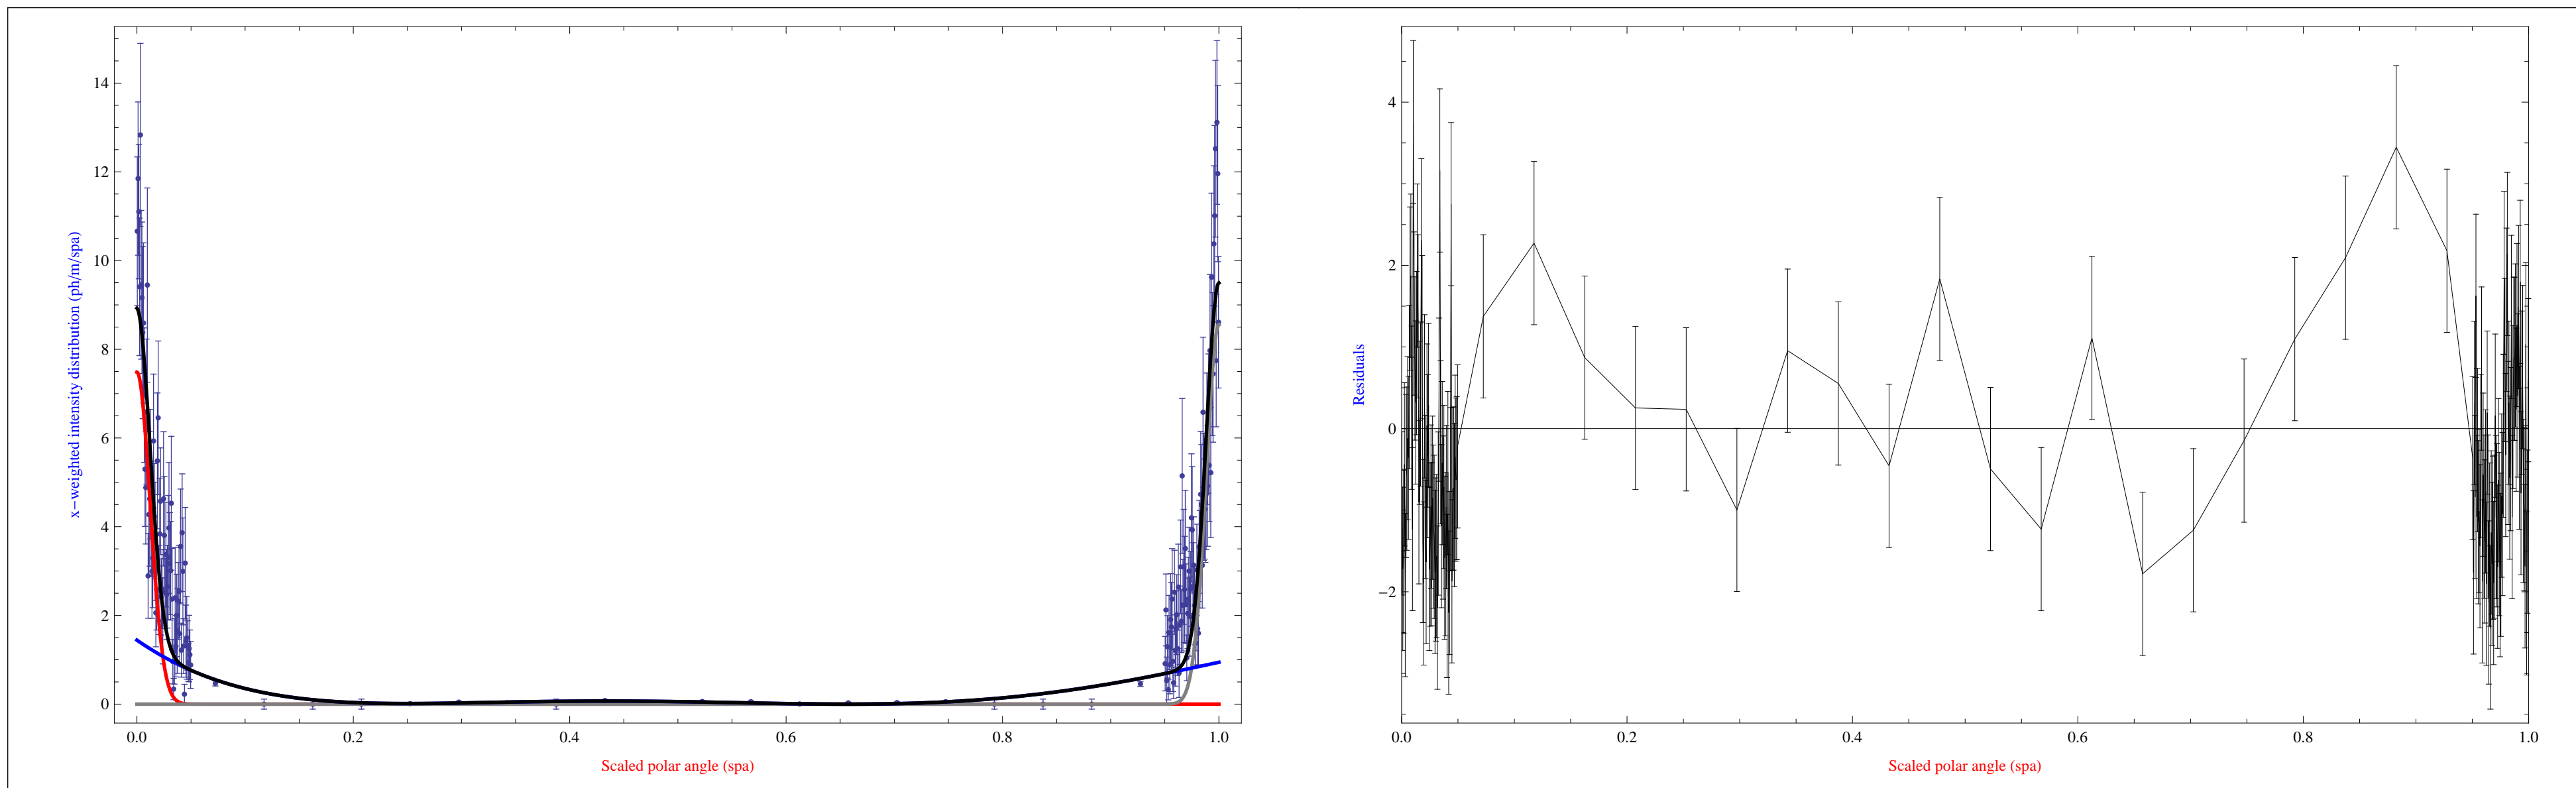 x−weighted intensity distribution (ph/m/spa)
14
12
10
8
6
4
2
0
0.0 0.2 0.4 0.6 0.8 1.0
Scaled polar angle (spa)
Residuals
4
2
0
−2
0.0 0.2 0.4 0.6 0.8 1.0
Scaled polar angle (spa)